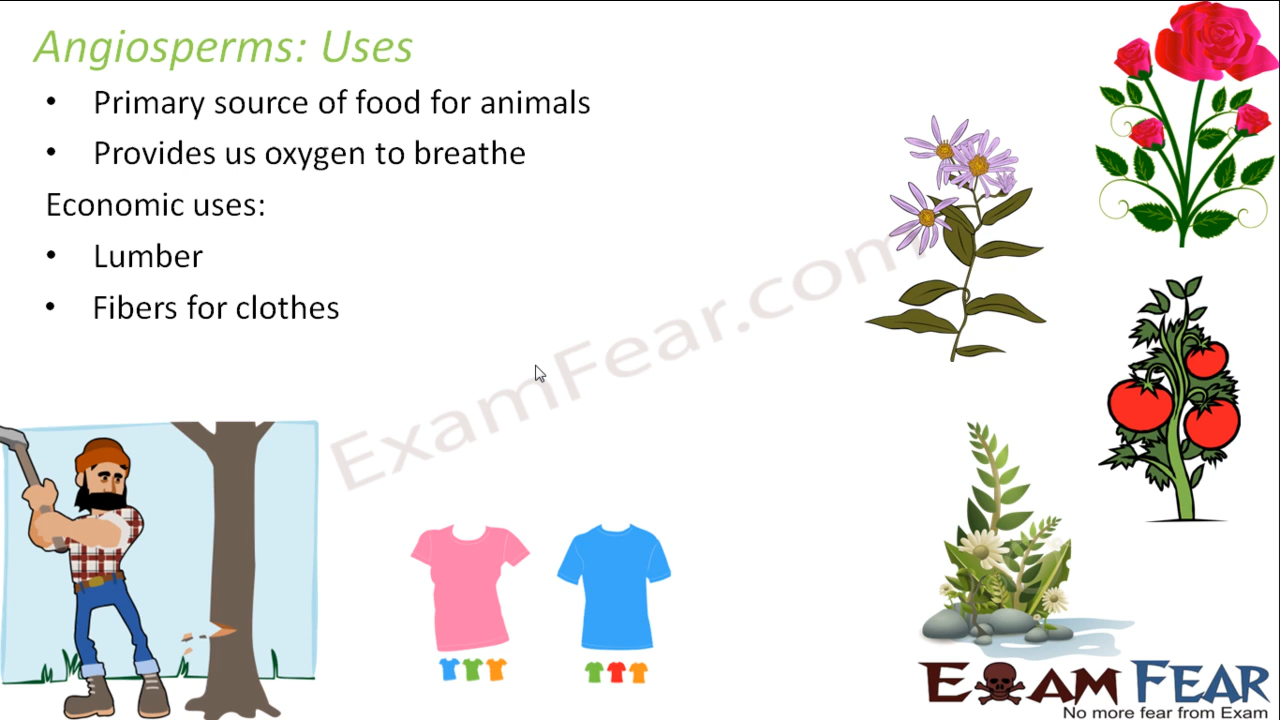 Angiosperms: Uses
• Primary source of food for animals
• Provides us oxygen to breathe
Economic uses:
• Lumber
• Fibers for clothes
ExamFear.com
EXAM FEAR
No more fear from Exam